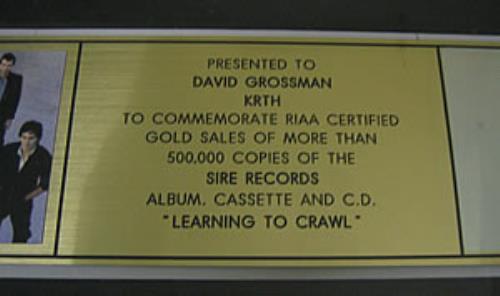 PRESENTED TO
DAVID GROSSMAN
KRTH
TO COMMEMORATE RIAA CERTIFIED
GOLD SALES OF MORE THAN
500,000 COPIES OF THE
SIRE RECORDS
ALBUM, CASSETTE AND C.D.
"LEARNING TO CRAWL"